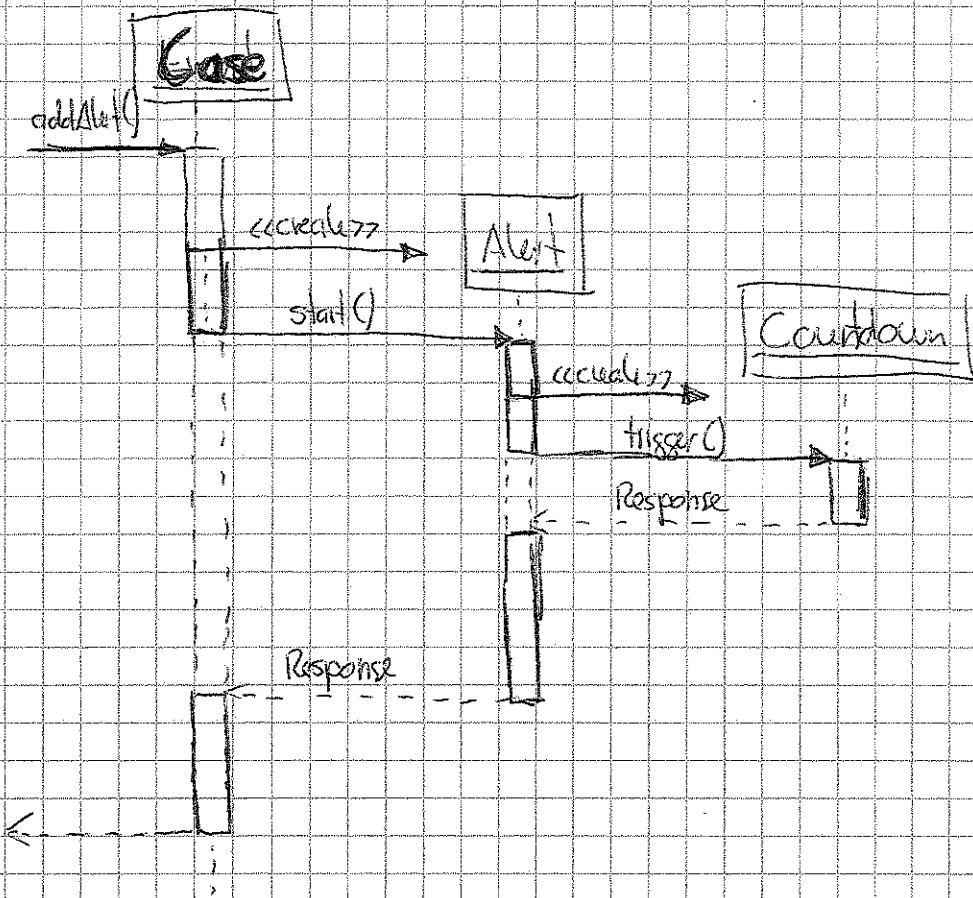 Case
addAlert()
<<create>>
Alert
start()
Countdown
<<create>>
trigger()
Response
Response